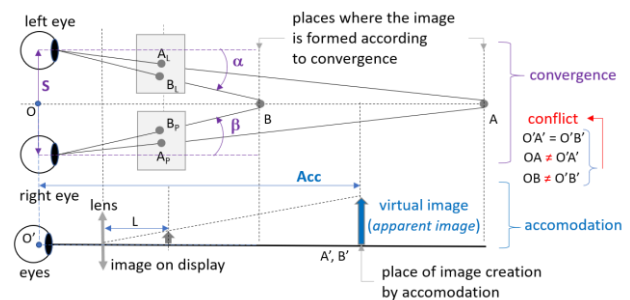 left eye
places where the image
is formed according
to convergence
A_L
B_L
α
S
convergence
O
B
A
conflict
B_P
A_P
β
O'A' = O'B'
OA ≠ O'A'
OB ≠ O'B'
right eye
Acc
lens
L
virtual image
(apparent image)
accomodation
O'
eyes
image on display
A', B'
place of image creation
by accomodation